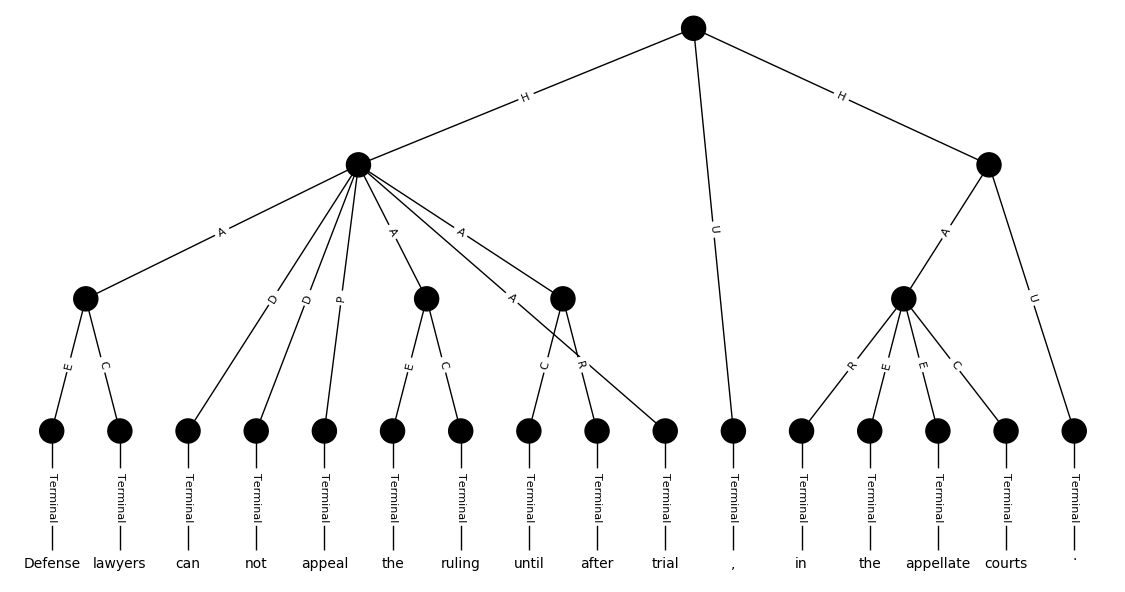 H H
U
A D D P A A A A U
E C E C C R R E E C
Terminal Terminal Terminal Terminal Terminal Terminal Terminal Terminal Terminal Terminal Terminal Terminal Terminal Terminal Terminal Terminal
Defense lawyers can not appeal the ruling until after trial , in the appellate courts .